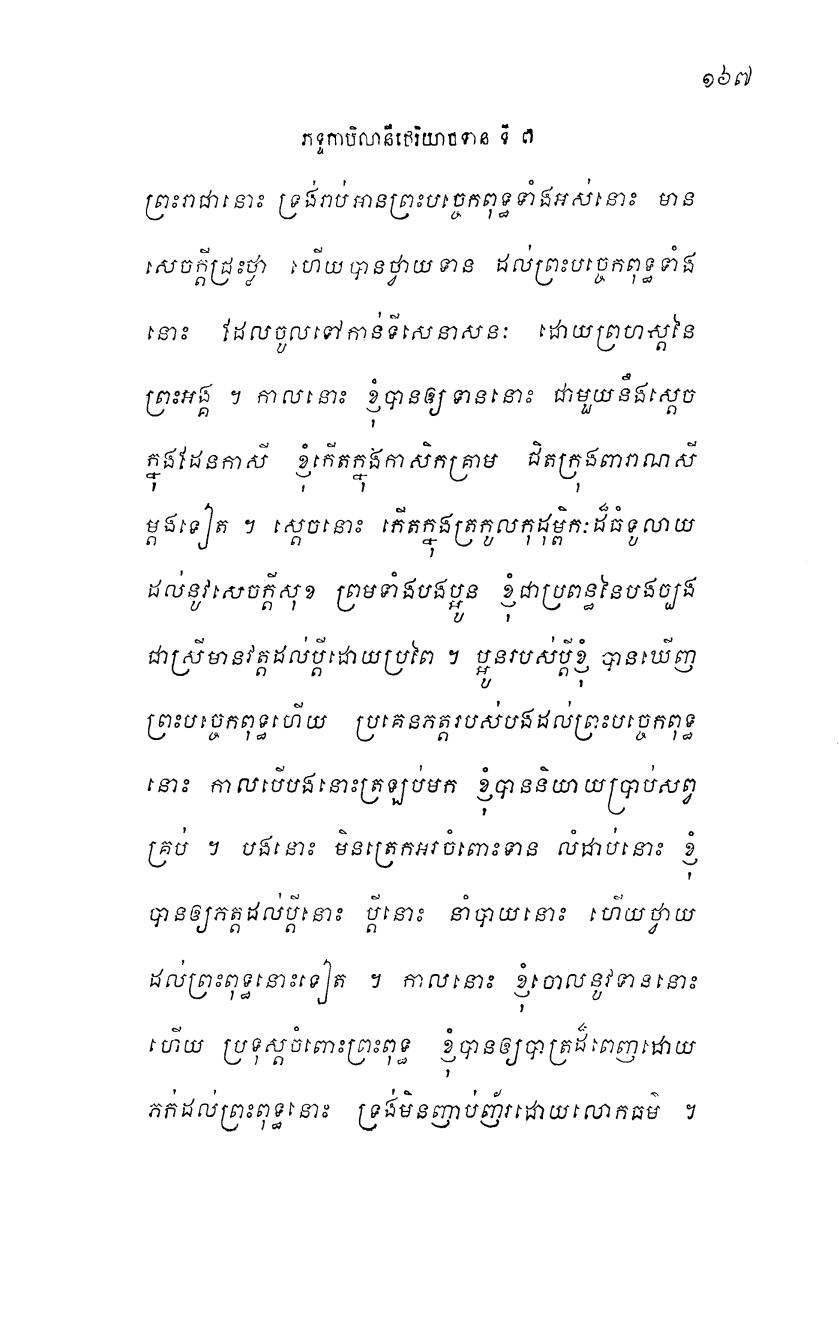 ១៦៧
ភទ្ទកាបិលានីថេរិយាបទាន ទី ៧
ព្រះរាជានោះ ទ្រង់រាប់អានព្រះបច្ចេកពុទ្ធទាំងអស់នោះ មាន
សេចក្តីជ្រះថ្លា ហើយបានថ្វាយទាន ដល់ព្រះបច្ចេកពុទ្ធទាំង
នោះ ដែលចូលទៅកាន់ទីសេនាសនៈ ដោយព្រហស្តនៃ
ព្រះអង្គ ។ កាលនោះ ខ្ញុំបានឲ្យទាននោះ ជាមួយនឹងស្តេច
ក្នុងដែនកាសី ខ្ញុំកើតក្នុងកាសិកគ្រាម ជិតក្រុងពារាណសី
ម្តងទៀត ។ ស្តេចនោះ កើតក្នុងត្រកូលកុដុម្ពិកៈដ៏ធំទូលាយ
ដល់នូវសេចក្តីសុខ ព្រមទាំងបងប្អូន ខ្ញុំជាប្រពន្ធនៃបងច្បង
ជាស្រីមានវត្តដល់ប្តីដោយប្រពៃ ។ ប្អូនរបស់ប្តីខ្ញុំ បានឃើញ
ព្រះបច្ចេកពុទ្ធហើយ ប្រគេនភត្តរបស់បងដល់ព្រះបច្ចេកពុទ្ធ
នោះ កាលបើបងនោះត្រឡប់មក ខ្ញុំបាននិយាយប្រាប់សព្វ
គ្រប់ ។ បងនោះ មិនត្រេកអរចំពោះទាន លំដាប់នោះ ខ្ញុំ
បានឲ្យភត្តដល់ប្តីនោះ ប្តីនោះ នាំបាយនោះ ហើយថ្វាយ
ដល់ព្រះពុទ្ធនោះទៀត ។ កាលនោះ ខ្ញុំចោលនូវទាននោះ
ហើយ ប្រទុស្តចំពោះព្រះពុទ្ធ ខ្ញុំបានឲ្យបាត្រដ៏ពេញដោយ
ភក់ដល់ព្រះពុទ្ធនោះ ទ្រង់មិនញាប់ញ័រដោយលោកធម៌ ។